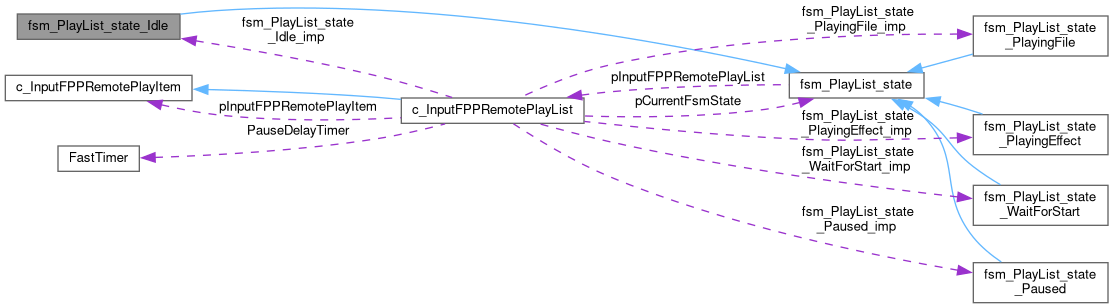 fsm_PlayList_state_Idle
fsm_PlayList_state
_Idle_imp
fsm_PlayList_state
_PlayingFile_imp
fsm_PlayList_state
_PlayingFile
c_InputFPPRemotePlayItem
pInputFPPRemotePlayList
fsm_PlayList_state
pInputFPPRemotePlayItem
c_InputFPPRemotePlayList
pCurrentFsmState
PauseDelayTimer
fsm_PlayList_state
_PlayingEffect_imp
fsm_PlayList_state
_PlayingEffect
FastTimer
fsm_PlayList_state
_WaitForStart_imp
fsm_PlayList_state
_WaitForStart
fsm_PlayList_state
_Paused_imp
fsm_PlayList_state
_Paused